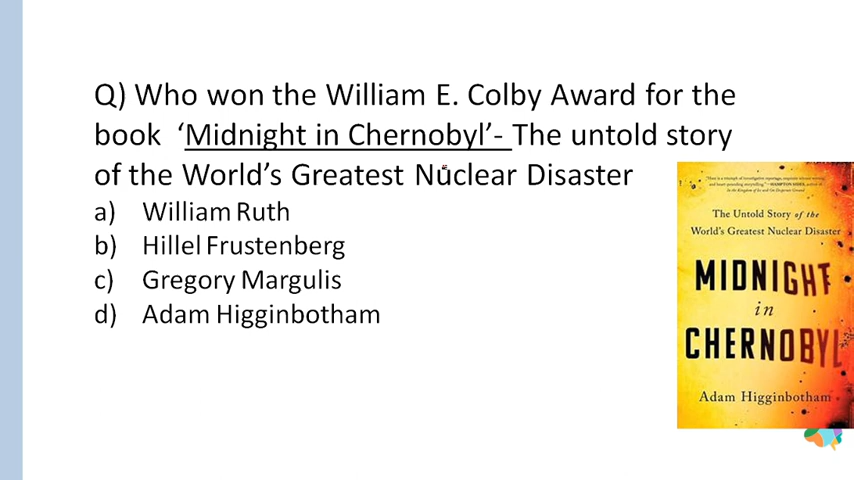 Q) Who won the William E. Colby Award for the
book ‘Midnight in Chernobyl’- The untold story
of the World’s Greatest Nuclear Disaster
a) William Ruth
b) Hillel Frustenberg
c) Gregory Margulis
d) Adam Higginbotham
The Untold Story of the
World's Greatest Nuclear Disaster
MIDNIGHT
in
CHERNOBYL
Adam Higginbotham